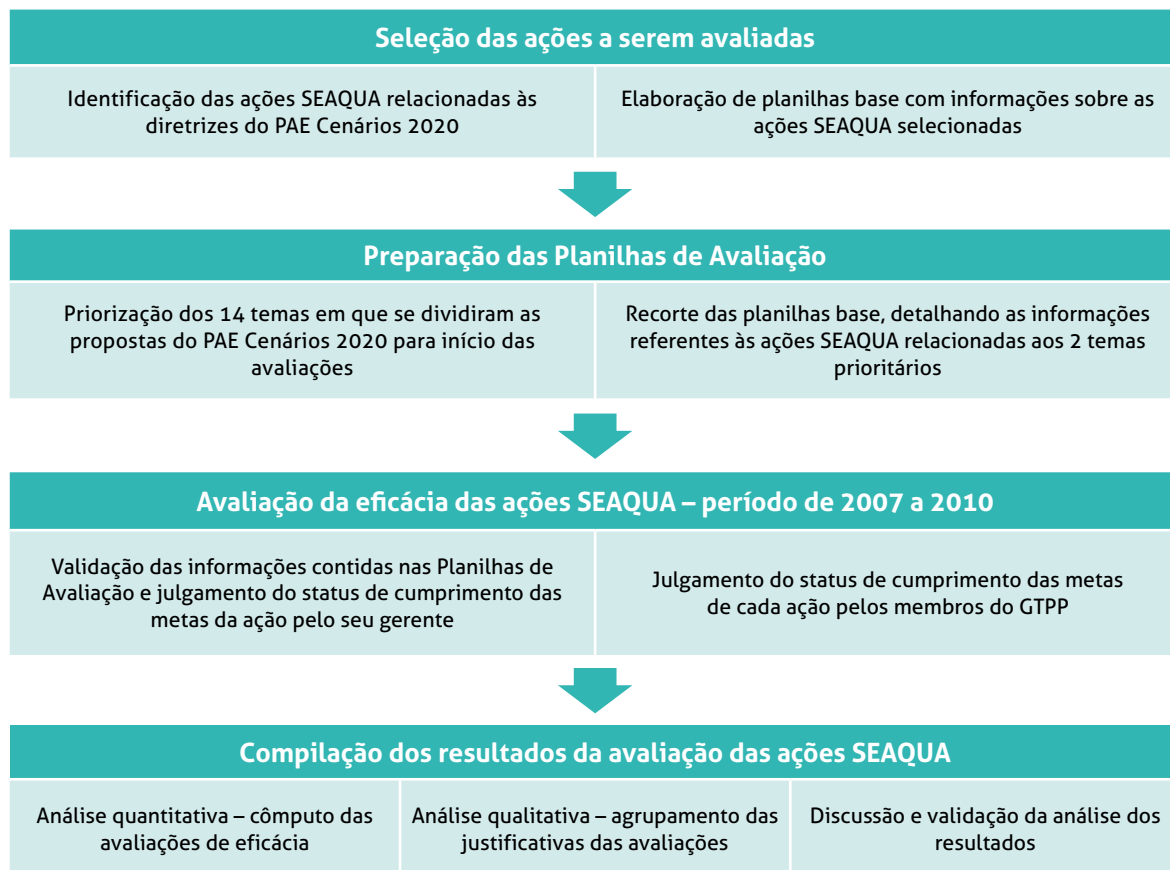 Seleção das ações a serem avaliadas
Identificação das ações SEAQUA relacionadas às
diretrizes do PAE Cenários 2020
Elaboração de planilhas base com informações sobre as
ações SEAQUA selecionadas
Preparação das Planilhas de Avaliação
Priorização dos 14 temas em que se dividiram as
propostas do PAE Cenários 2020 para início das
avaliações
Recorte das planilhas base, detalhando as informações
referentes às ações SEAQUA relacionadas aos 2 temas
prioritários
Avaliação da eficácia das ações SEAQUA – período de 2007 a 2010
Validação das informações contidas nas Planilhas de
Avaliação e julgamento do status de cumprimento das
metas da ação pelo seu gerente
Julgamento do status de cumprimento das metas
de cada ação pelos membros do GTPP
Compilação dos resultados da avaliação das ações SEAQUA
Análise quantitativa – cômputo das
avaliações de eficácia
Análise qualitativa – agrupamento das
justificativas das avaliações
Discussão e validação da análise dos
resultados